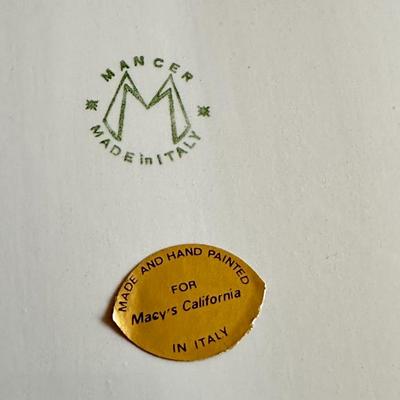 MANCER
M
MADE in ITALY
MADE AND HAND PAINTED
FOR
Macy's California
IN ITALY